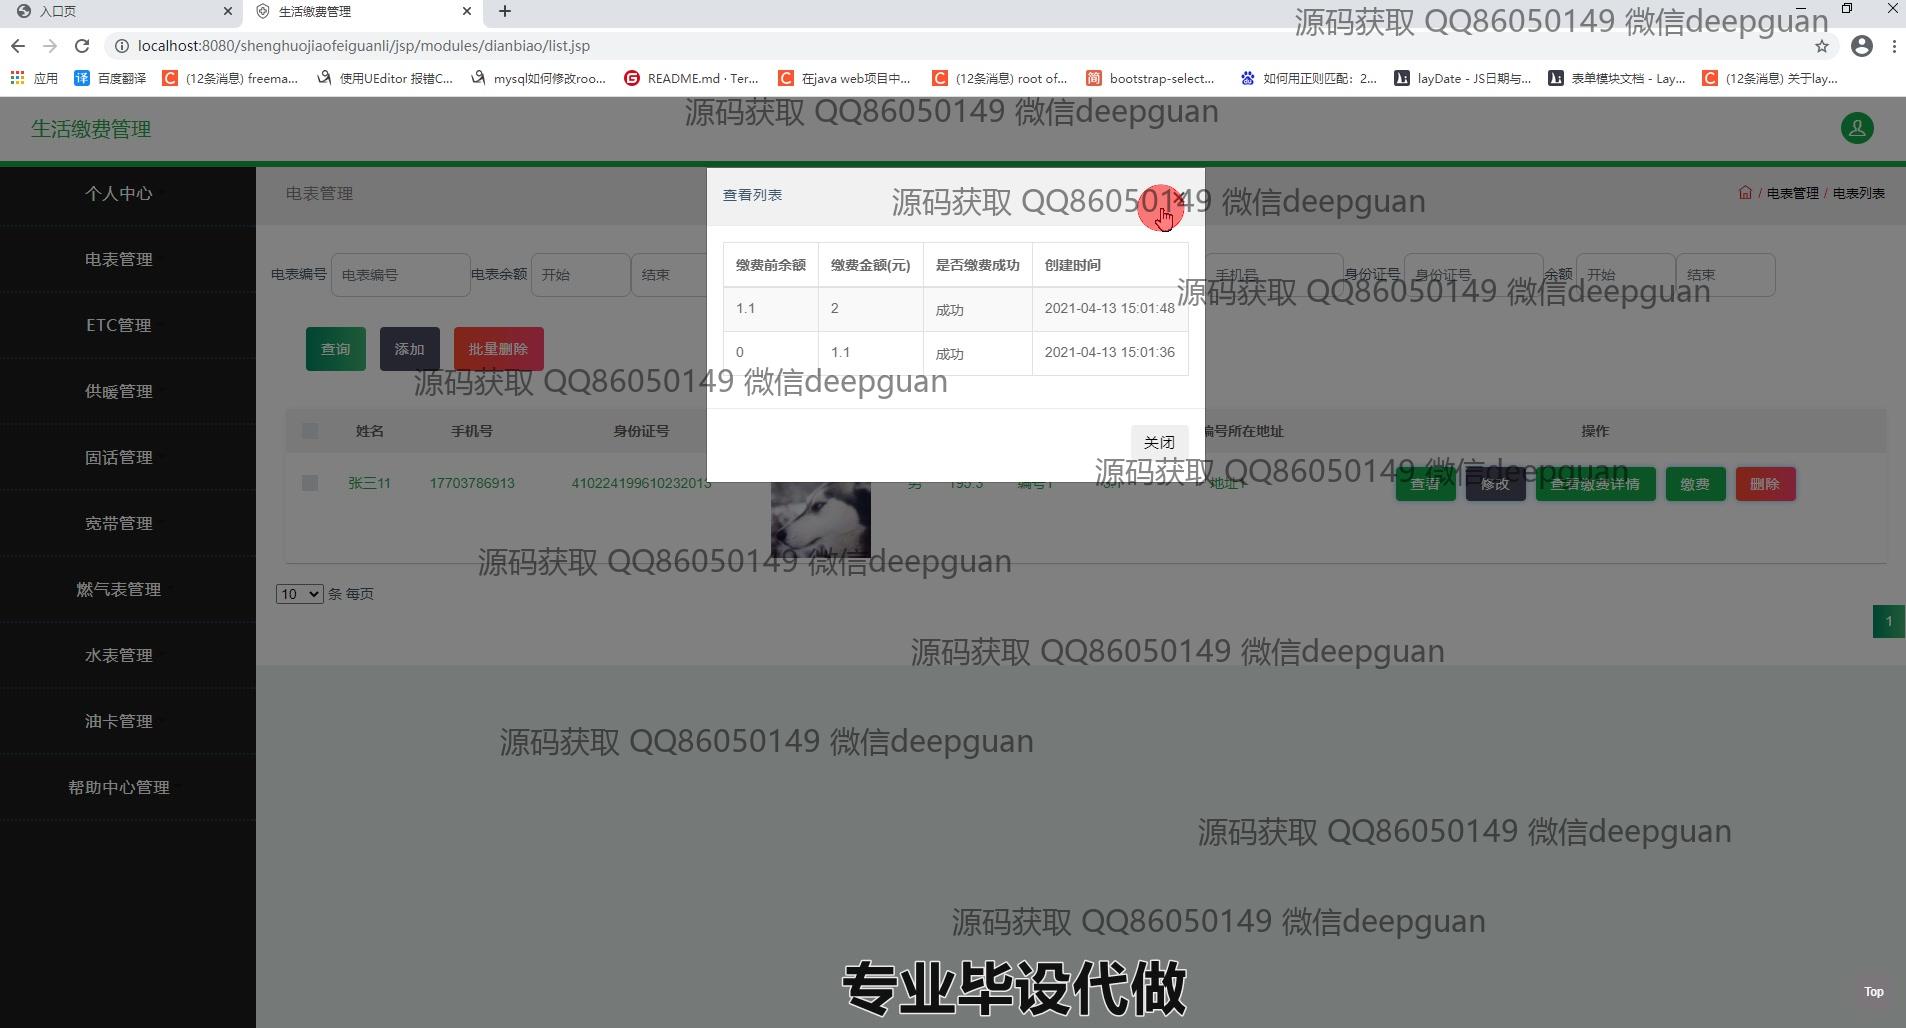 入口页
生活缴费管理
localhost:8080/shenghuojiaofeiguanli/jsp/modules/dianbiao/list.jsp
源码获取 QQ86050149 微信deepguan
应用
百度翻译
(12条消息) freema...
使用UEditor 报错C...
mysql如何修改roo...
README.md · Ter...
在java web项目中...
(12条消息) root of...
bootstrap-select...
如何用正则匹配：2...
layDate - JS日期与...
表单模块文档 - Lay...
(12条消息) 关于lay...
源码获取 QQ86050149 微信deepguan
生活缴费管理
个人中心
电表管理
ETC管理
供暖管理
固话管理
宽带管理
燃气表管理
水表管理
油卡管理
帮助中心管理
电表管理
/ 电表管理 / 电表列表
查看列表
源码获取 QQ86050149 微信deepguan
缴费前余额 缴费金额(元) 是否缴费成功 创建时间
1.1 2 成功 2021-04-13 15:01:48
0 1.1 成功 2021-04-13 15:01:36
关闭
电表编号 电表编号 电表余额 开始 结束 手机号 身份证号 身份证号 余额 开始 结束
源码获取 QQ86050149 微信deepguan
查询 添加 批量删除
源码获取 QQ86050149 微信deepguan
姓名 手机号 身份证号 编号所在地址 操作
源码获取 QQ86050149 微信deepguan
张三11 17703786913 410224199610232013 男 195.3 编号1 地址1 查看 修改 查看缴费详情 缴费 删除
源码获取 QQ86050149 微信deepguan
10 条 每页
1
源码获取 QQ86050149 微信deepguan
源码获取 QQ86050149 微信deepguan
源码获取 QQ86050149 微信deepguan
源码获取 QQ86050149 微信deepguan
专业毕设代做
Top